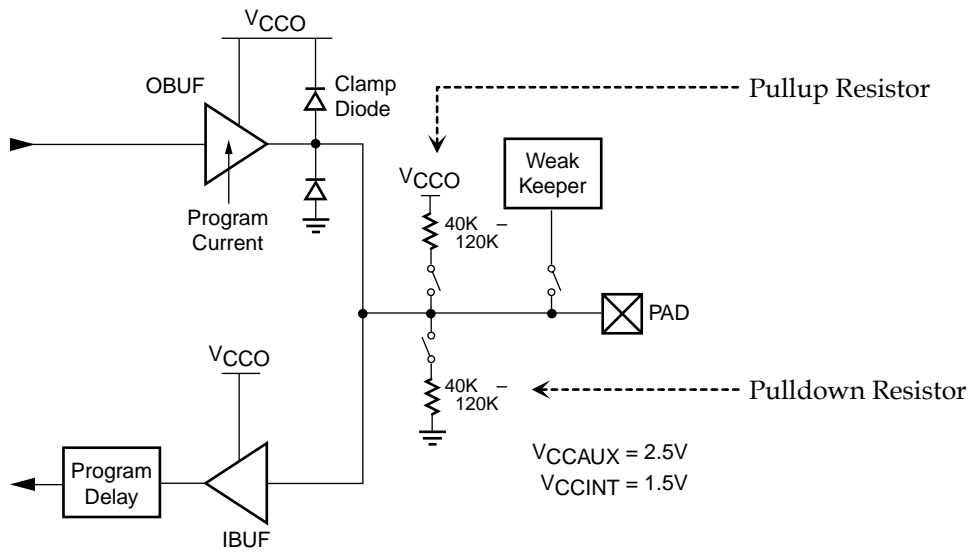 VCCO
OBUF
Clamp
Diode
Program
Current
Pullup Resistor
VCCO
40K –
120K
Weak
Keeper
PAD
40K –
120K
Pulldown Resistor
VCCO
Program
Delay
IBUF
VCCAUX = 2.5V
VCCINT = 1.5V